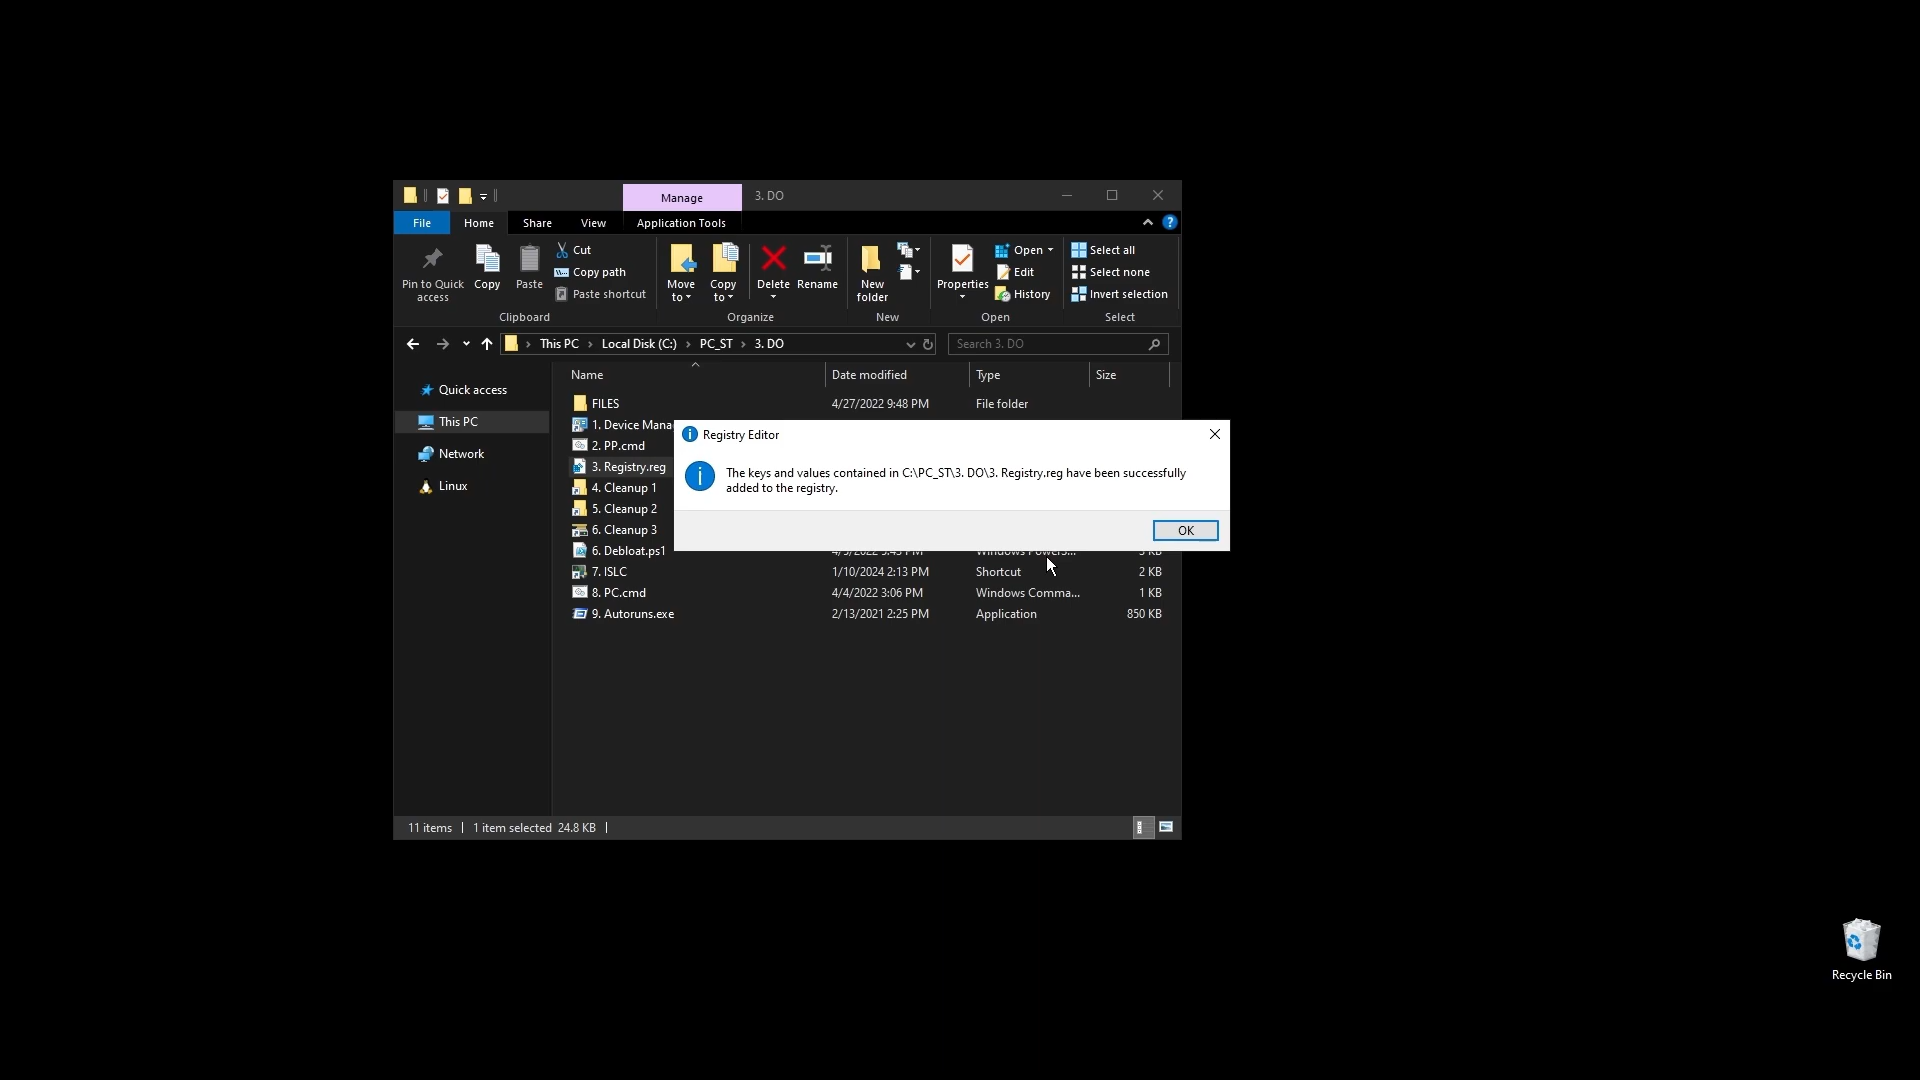 Manage
3. DO
File
Home
Share
View
Application Tools
?
Pin to Quick access
Copy
Paste
Cut
Copy path
Paste shortcut
Move to
Copy to
Delete
Rename
New folder
Properties
Open
Edit
History
Select all
Select none
Invert selection
Clipboard
Organize
New
Open
Select
This PC
Local Disk (C:)
PC_ST
3. DO
Search 3. DO
Quick access
This PC
Network
Linux
Name
Date modified
Type
Size
FILES
4/27/2022 9:48 PM
File folder
1. Device Mana
2. PP.cmd
3. Registry.reg
4. Cleanup 1
5. Cleanup 2
6. Cleanup 3
6. Debloat.ps1
7. ISLC
1/10/2024 2:13 PM
Shortcut
2 KB
8. PC.cmd
4/4/2022 3:06 PM
Windows Comma...
1 KB
9. Autoruns.exe
2/13/2021 2:25 PM
Application
850 KB
Registry Editor
The keys and values contained in C:\PC_ST\3. DO\3. Registry.reg have been successfully
added to the registry.
OK
11 items
1 item selected 24.8 KB
Recycle Bin